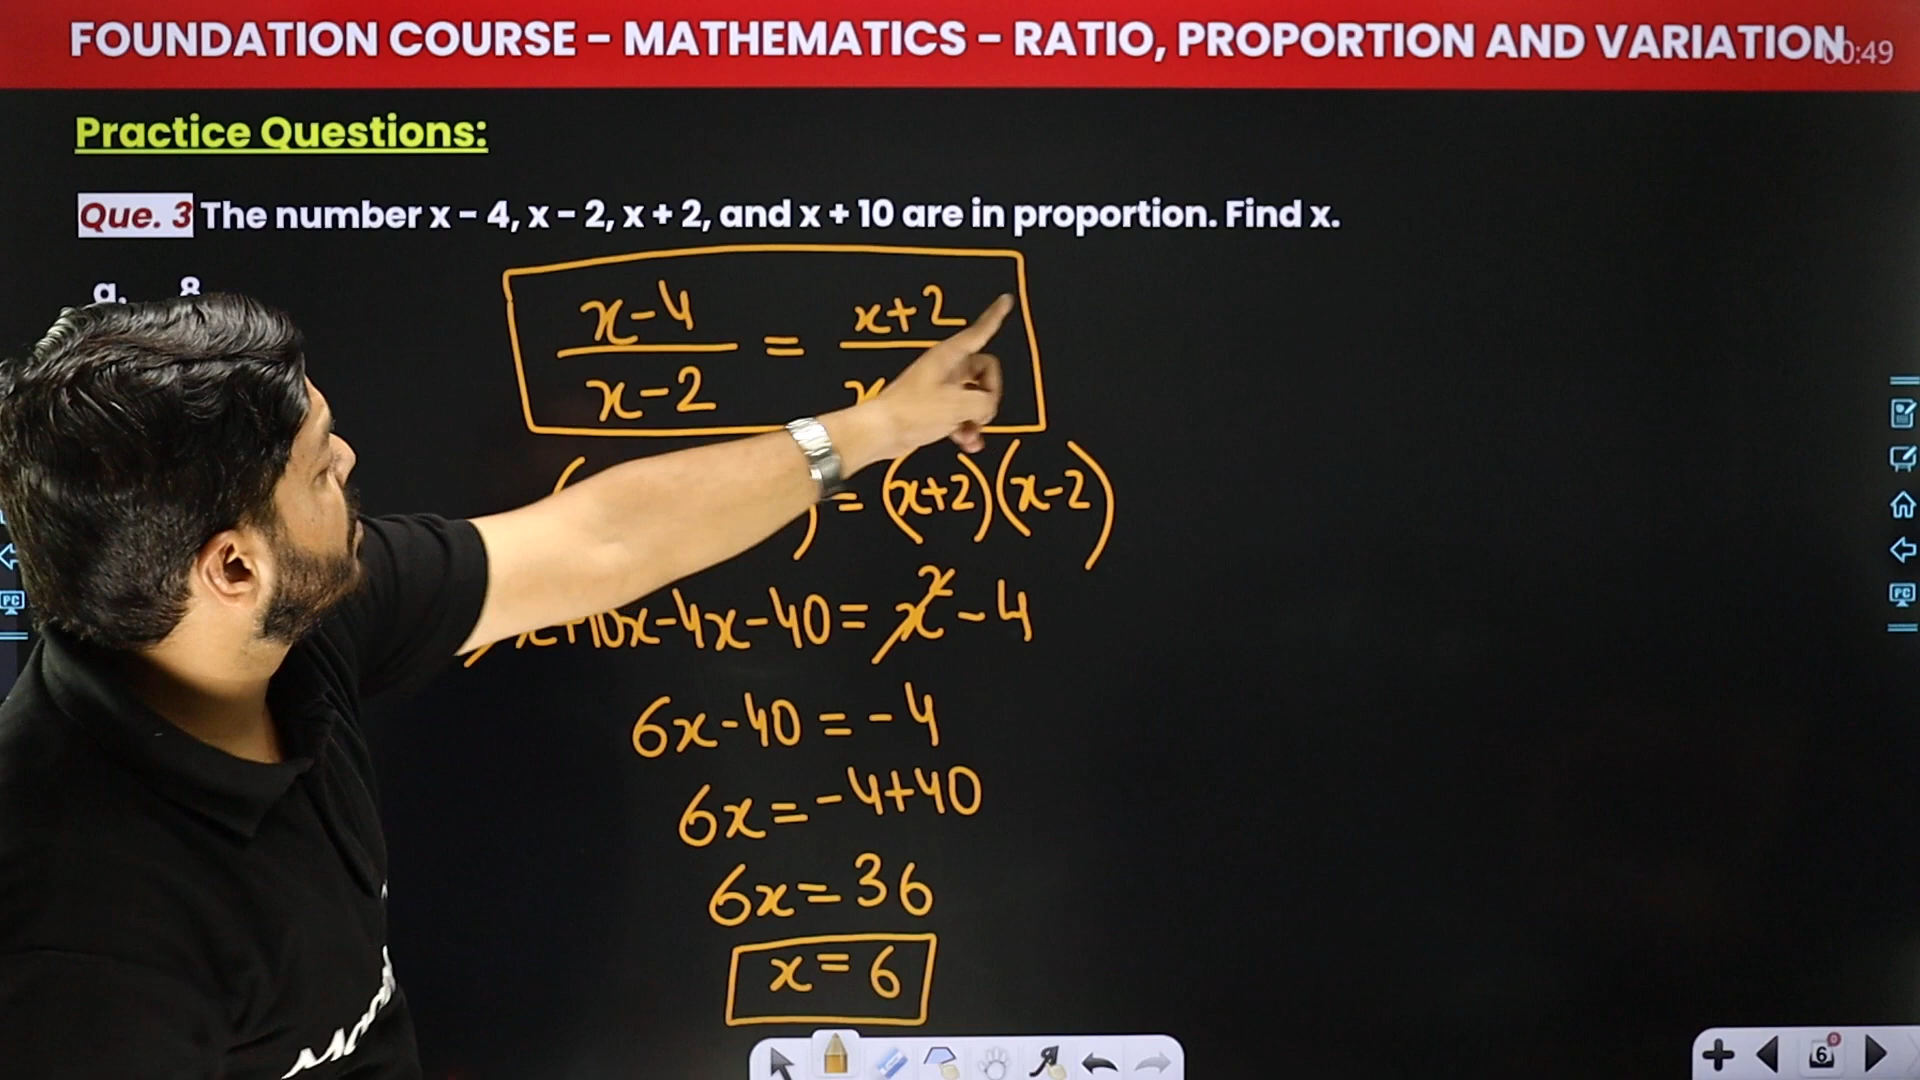 FOUNDATION COURSE – MATHEMATICS – RATIO, PROPORTION AND VARIATION
:49
Practice Questions:
Que. 3 The number x – 4, x – 2, x + 2, and x + 10 are in proportion. Find x.
a. 8
x-4 / x-2 = x+2 / x
( ) = (x+2)(x-2)
+10x-4x-40 = x² - 4
6x-40 = -4
6x = -4+40
6x = 36
x = 6
PC
PC
6